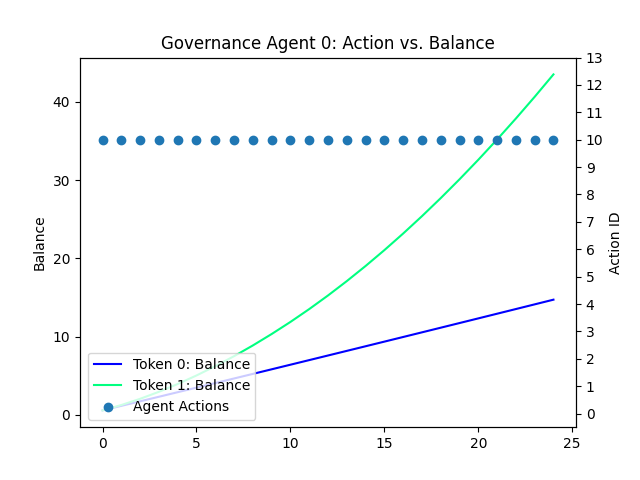 Governance Agent 0: Action vs. Balance
Balance
40
30
20
10
0
13
12
11
10
9
8
7
6
5
4
3
2
1
0
Action ID
Token 0: Balance
Token 1: Balance
Agent Actions
0 5 10 15 20 25